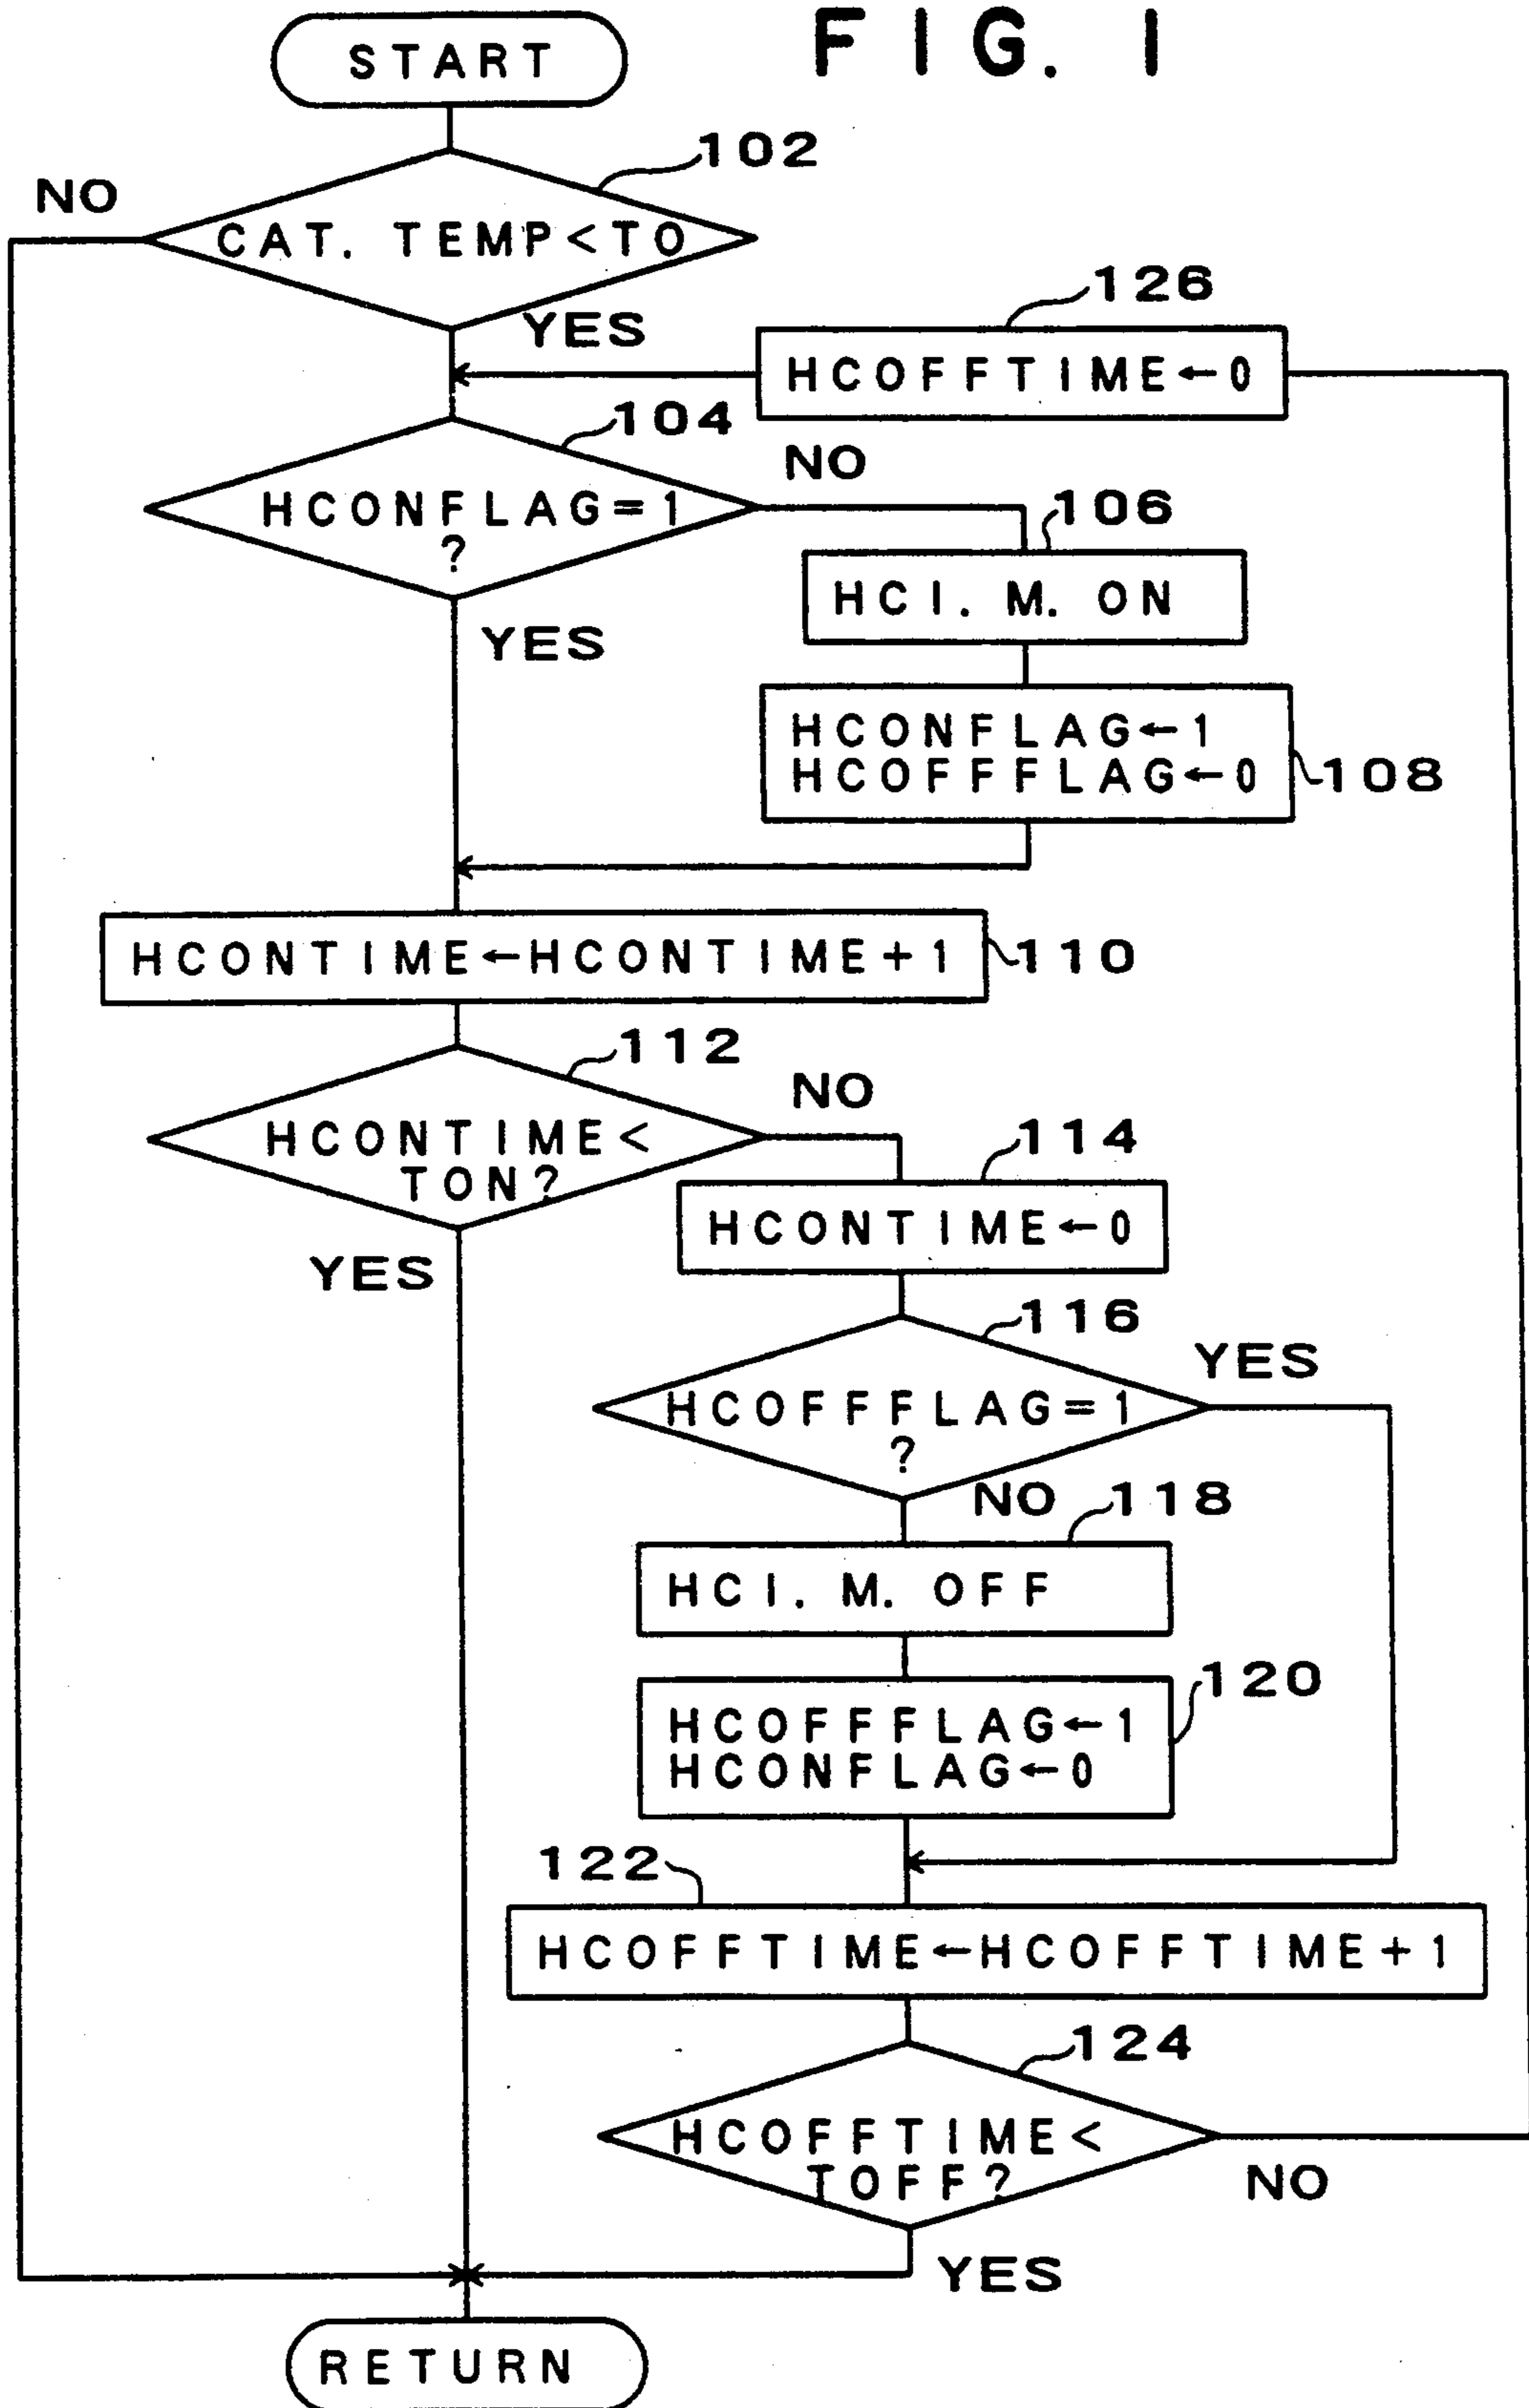 FIG. 1
START
102
NO
CAT. TEMP<TO
YES
126
HCOFFTIME←0
104
HCONFLAG=1
?
NO
106
HCI. M. ON
YES
HCONFLAG←1
HCOFFFLAG←0
108
HCONTIME←HCONTIME+1
110
112
HCONTIME<
TON?
NO
114
HCONTIME←0
YES
116
HCOFFFLAG=1
?
YES
NO
118
HCI. M. OFF
120
HCOFFFLAG←1
HCONFLAG←0
122
HCOFFTIME←HCOFFTIME+1
124
HCOFFTIME<
TOFF?
NO
YES
RETURN